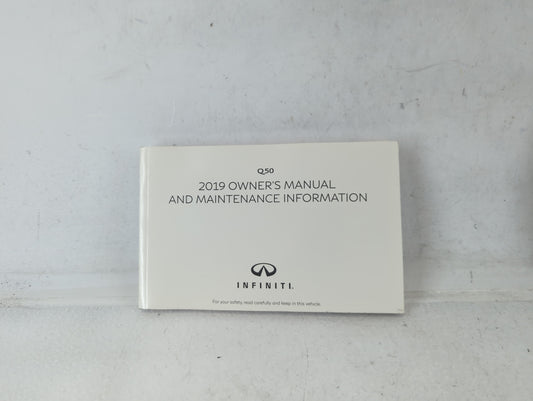 Q50
2019 OWNER'S MANUAL
AND MAINTENANCE INFORMATION
INFINITI.
For your safety, read carefully and keep in this vehicle.